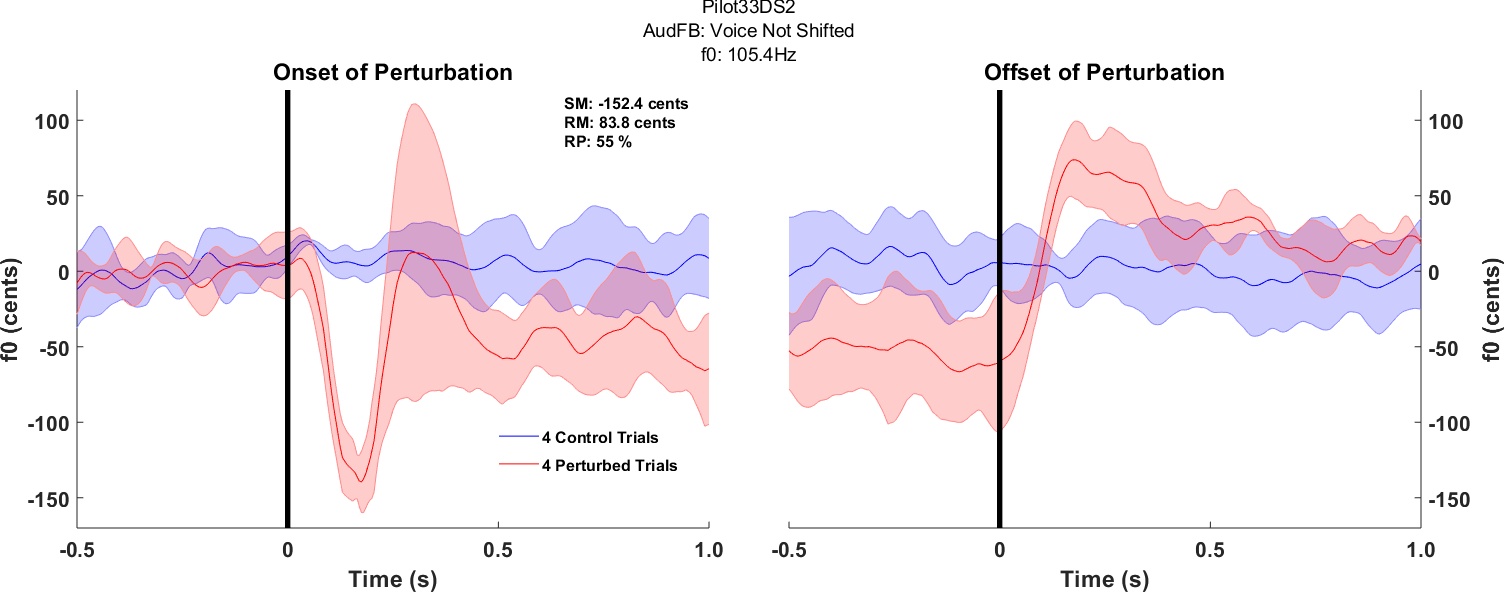 Pilot33DS2
AudFB: Voice Not Shifted
f0: 105.4Hz
Onset of Perturbation
SM: -152.4 cents
RM: 83.8 cents
RP: 55 %
100
50
0
-50
-100
-150
f0 (cents)
4 Control Trials
4 Perturbed Trials
-0.5
0
0.5
1.0
Time (s)
Offset of Perturbation
100
50
0
-50
-100
-150
f0 (cents)
-0.5
0
0.5
1.0
Time (s)